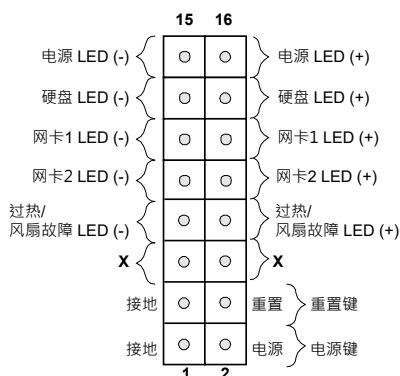 15 16
电源 LED (-) 电源 LED (+)
硬盘 LED (-) 硬盘 LED (+)
网卡1 LED (-) 网卡1 LED (+)
网卡2 LED (-) 网卡2 LED (+)
过热/ 过热/
风扇故障 LED (-) 风扇故障 LED (+)
X X
接地 重置 重置键
接地 电源 电源键
1 2